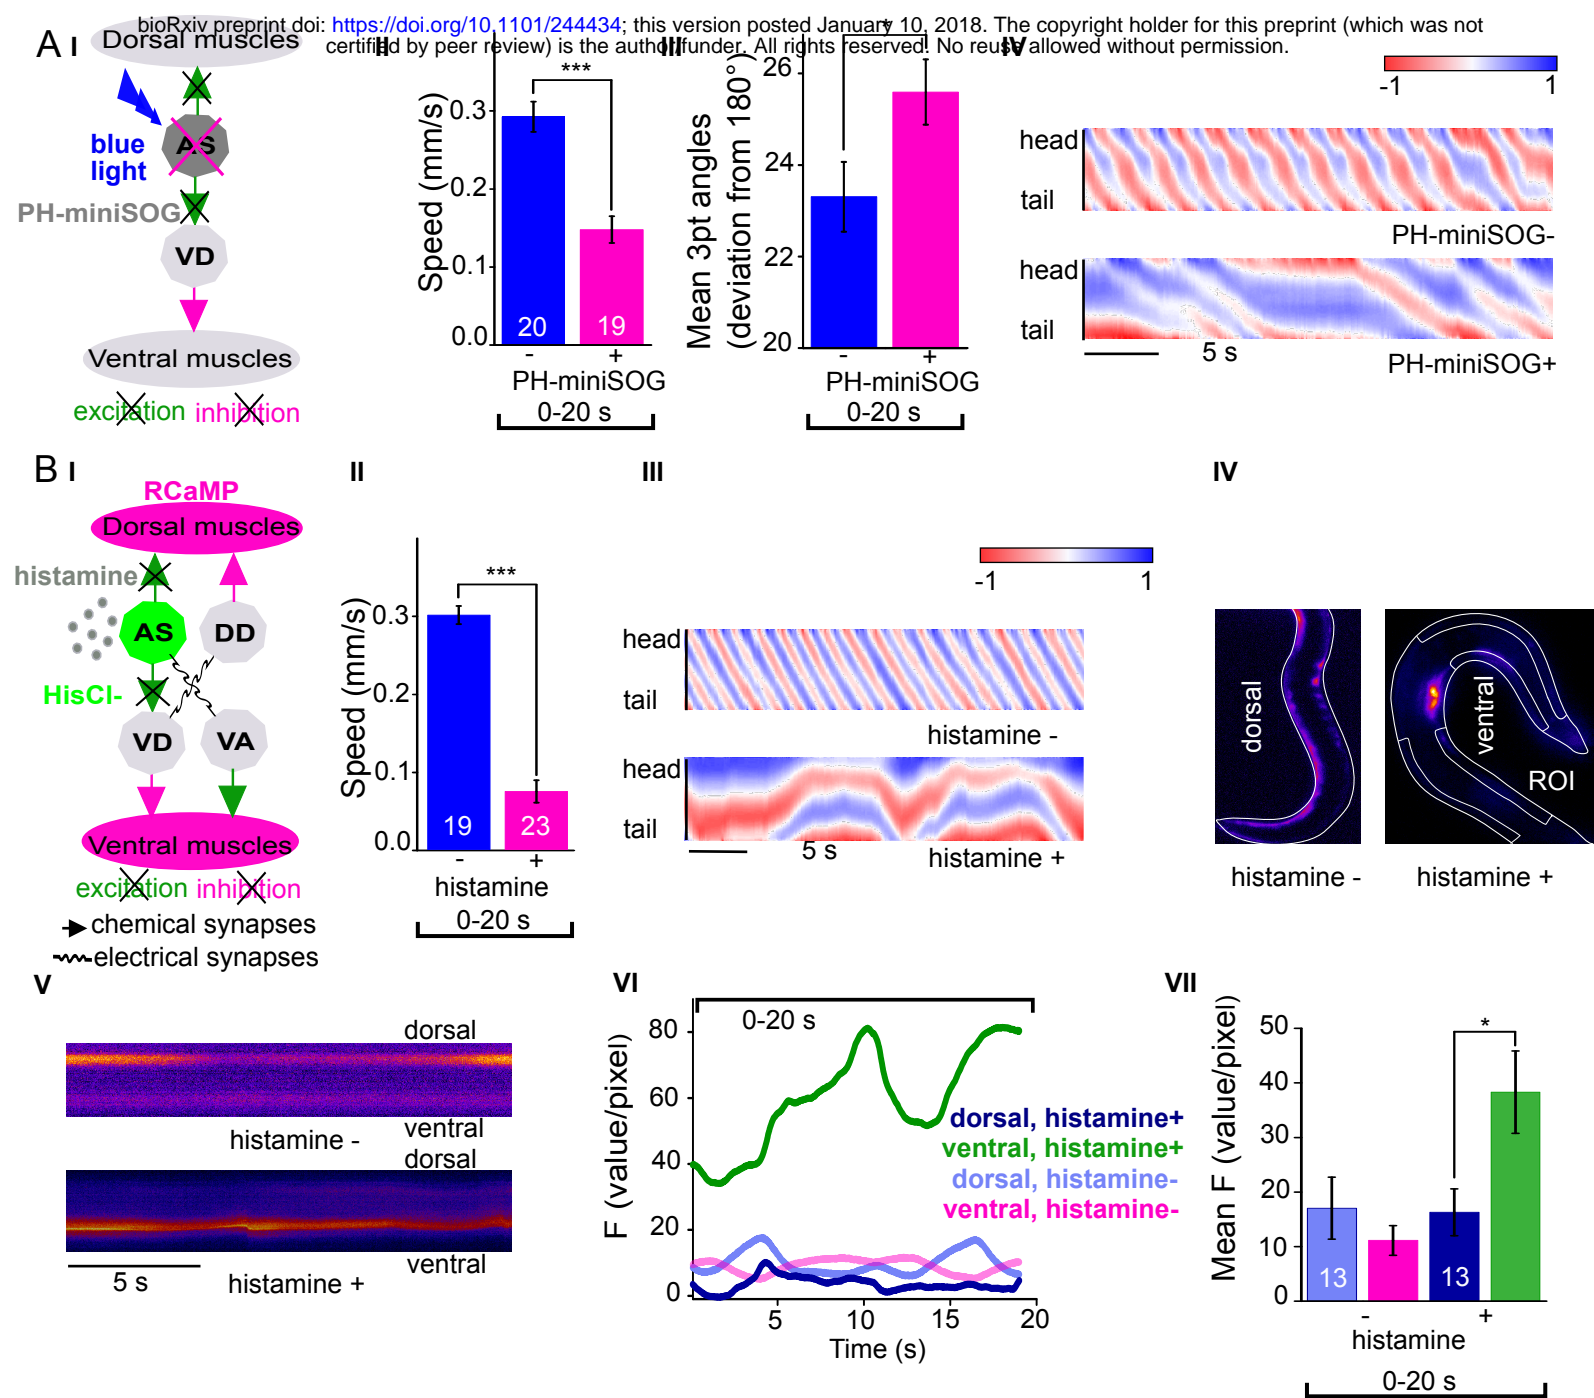 bioRxiv preprint doi: https://doi.org/10.1101/244434; this version posted January 10, 2018. The copyright holder for this preprint (which was not
certified by peer review) is the author/funder. All rights reserved. No reuse allowed without permission.
A I
Dorsal muscles
blue
light
AS
PH-miniSOG
VD
Ventral muscles
excitation inhibition
II
Speed (mm/s)
0.3
0.2
0.1
0.0
***
20
19
- +
PH-miniSOG
0-20 s
III
Mean 3pt angles
(deviation from 180°)
26
24
22
20
*
- +
PH-miniSOG
0-20 s
IV
-1 1
head
tail
PH-miniSOG-
head
tail
5 s
PH-miniSOG+
B I
RCaMP
Dorsal muscles
histamine
AS
DD
HisCl-
VD
VA
Ventral muscles
excitation inhibition
chemical synapses
electrical synapses
II
Speed (mm/s)
0.3
0.2
0.1
0.0
***
19
23
- +
histamine
0-20 s
III
-1 1
head
tail
histamine -
head
tail
5 s
histamine +
IV
dorsal
ventral
ROI
histamine -
histamine +
V
dorsal
ventral
histamine -
dorsal
ventral
5 s
histamine +
VI
0-20 s
F (value/pixel)
80
60
40
20
0
dorsal, histamine+
ventral, histamine+
dorsal, histamine-
ventral, histamine-
5 10 15 20
Time (s)
VII
Mean F (value/pixel)
50
40
30
20
10
0
*
13
13
- +
histamine
0-20 s